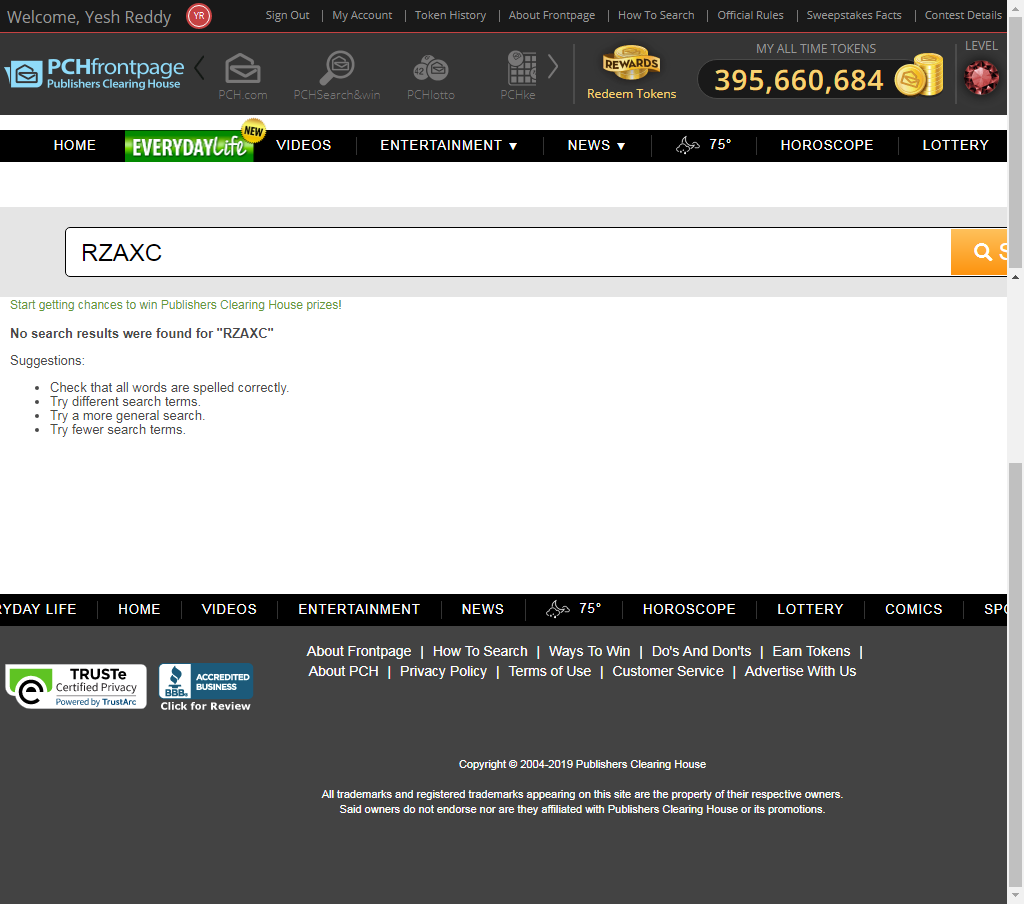 Welcome, Yesh Reddy YR Sign Out | My Account | Token History | About Frontpage | How To Search | Official Rules | Sweepstakes Facts | Contest Details
PCHfrontpage
Publishers Clearing House
PCH.com
PCHSearch&win
42
PCHlotto
PCHke
REWARDS
Redeem Tokens
MY ALL TIME TOKENS
395,660,684
LEVEL
HOME EVERYDAY Life NEW VIDEOS ENTERTAINMENT ▼ NEWS ▼ 75° HOROSCOPE LOTTERY
RZAXC S
Start getting chances to win Publishers Clearing House prizes!
No search results were found for "RZAXC"
Suggestions:
• Check that all words are spelled correctly.
• Try different search terms.
• Try a more general search.
• Try fewer search terms.
RYDAY LIFE HOME VIDEOS ENTERTAINMENT NEWS 75° HOROSCOPE LOTTERY COMICS SPO
About Frontpage | How To Search | Ways To Win | Do's And Don'ts | Earn Tokens |
About PCH | Privacy Policy | Terms of Use | Customer Service | Advertise With Us
TRUSTe
Certified Privacy
Powered by TrustArc
BBB.
ACCREDITED
BUSINESS
Click for Review
Copyright © 2004-2019 Publishers Clearing House
All trademarks and registered trademarks appearing on this site are the property of their respective owners.
Said owners do not endorse nor are they affiliated with Publishers Clearing House or its promotions.